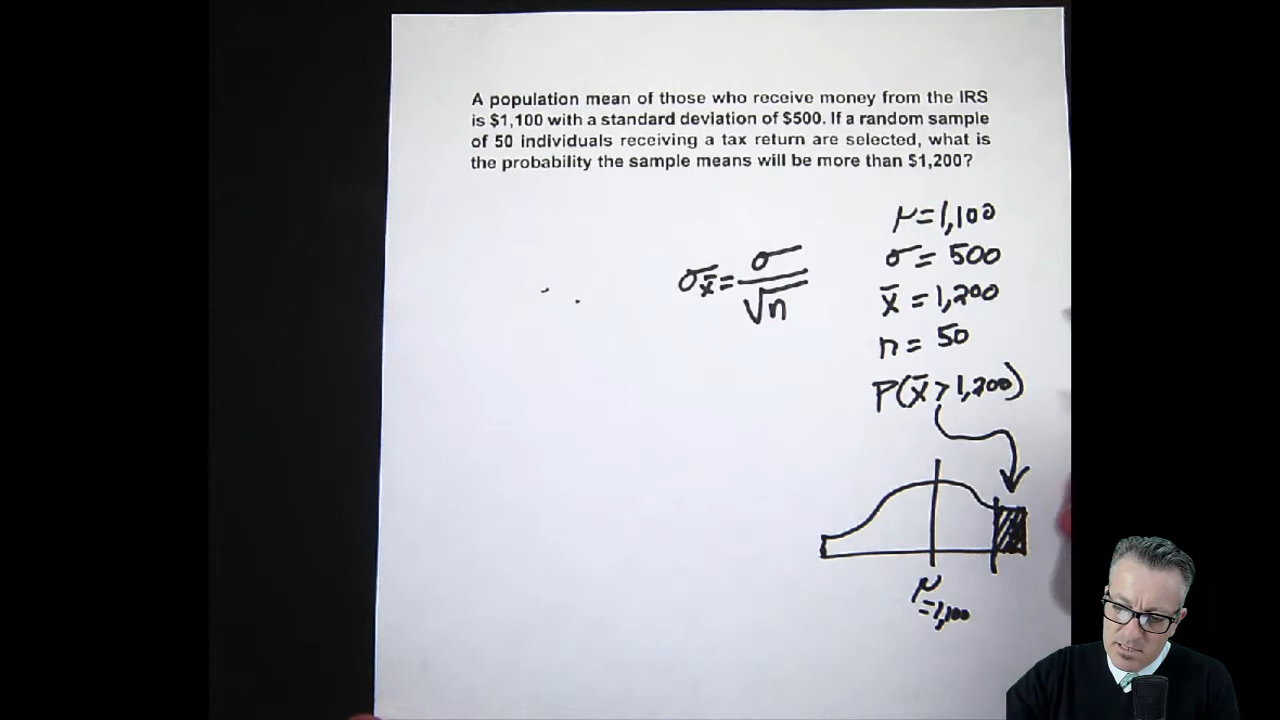 A population mean of those who receive money from the IRS
is $1,100 with a standard deviation of $500. If a random sample
of 50 individuals receiving a tax return are selected, what is
the probability the sample means will be more than $1,200?
μ=1,100
σ= 500
x̄ = 1,200
n= 50
P(x̄ > 1,200)
σx̄ = σ/√n
μ
=1,100